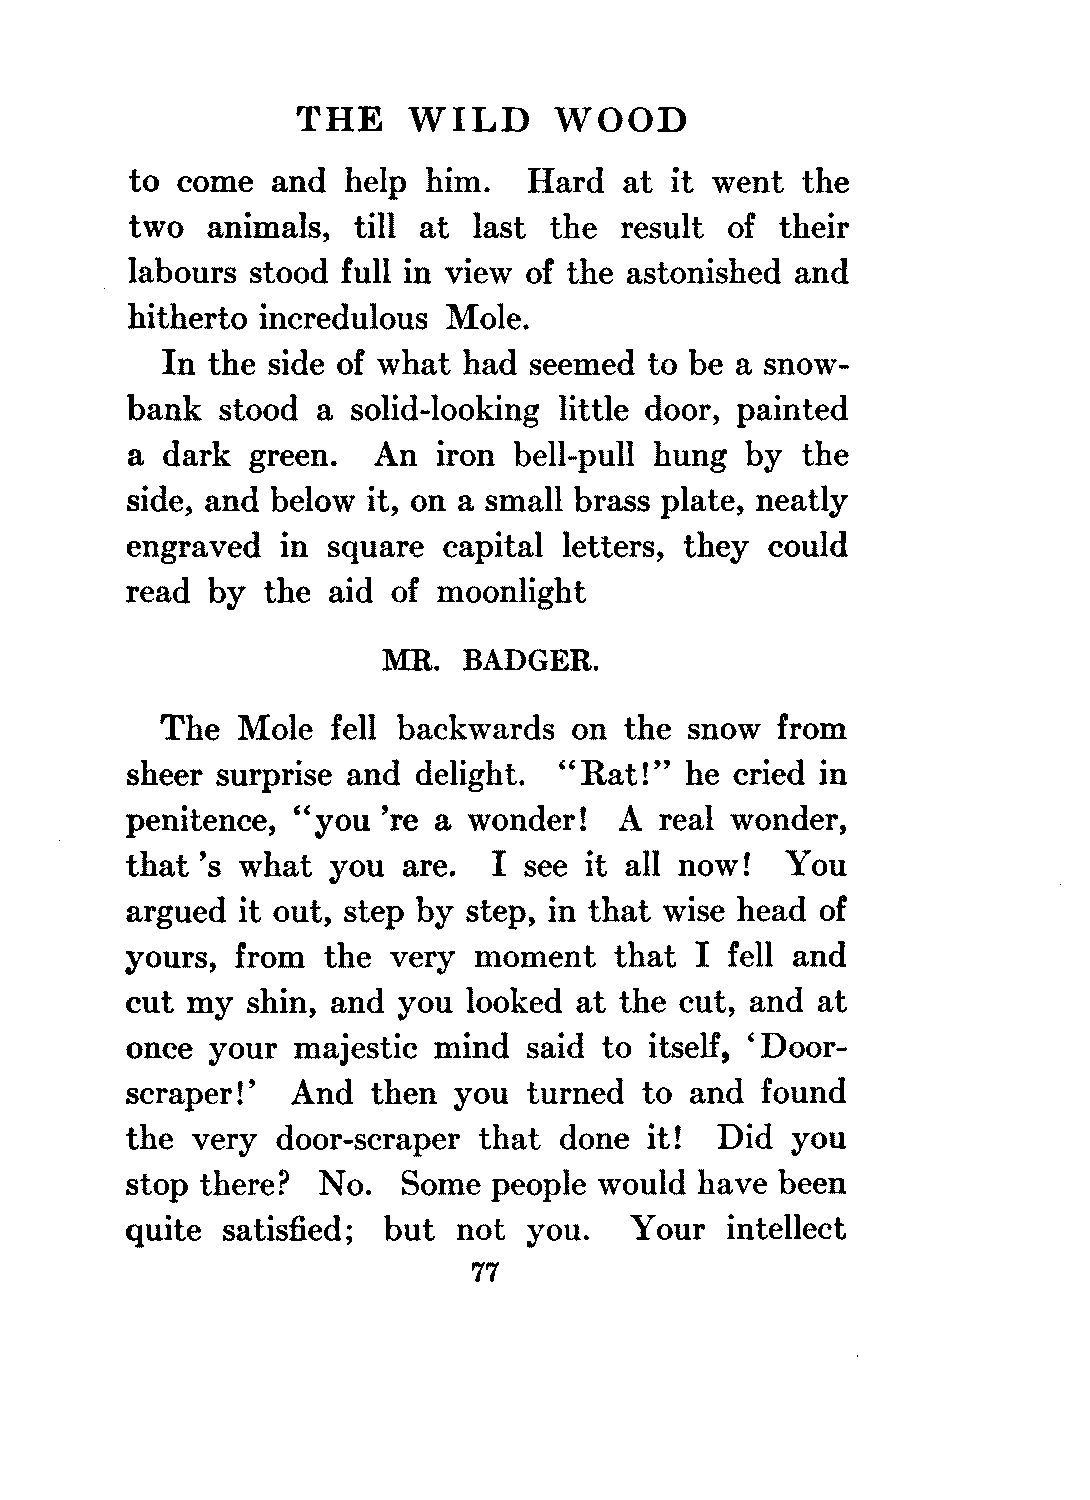 THE WILD WOOD
to come and help him. Hard at it went the
two animals, till at last the result of their
labours stood full in view of the astonished and
hitherto incredulous Mole.
In the side of what had seemed to be a snow-
bank stood a solid-looking little door, painted
a dark green. An iron bell-pull hung by the
side, and below it, on a small brass plate, neatly
engraved in square capital letters, they could
read by the aid of moonlight
MR. BADGER.
The Mole fell backwards on the snow from
sheer surprise and delight. "Rat!" he cried in
penitence, "you 're a wonder! A real wonder,
that 's what you are. I see it all now! You
argued it out, step by step, in that wise head of
yours, from the very moment that I fell and
cut my shin, and you looked at the cut, and at
once your majestic mind said to itself, 'Door-
scraper!' And then you turned to and found
the very door-scraper that done it! Did you
stop there? No. Some people would have been
quite satisfied; but not you. Your intellect
77